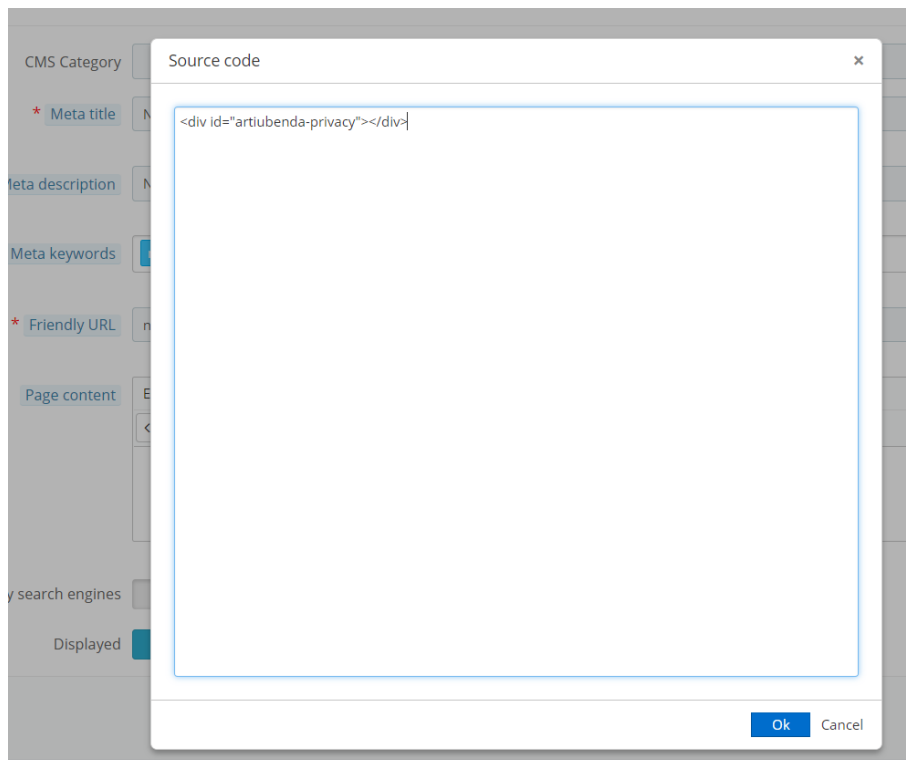 Source code
×
CMS Category
<div id="artiubenda-privacy"></div>
* Meta title
Meta description
Meta keywords
* Friendly URL
Page content
y search engines
Displayed
Ok Cancel